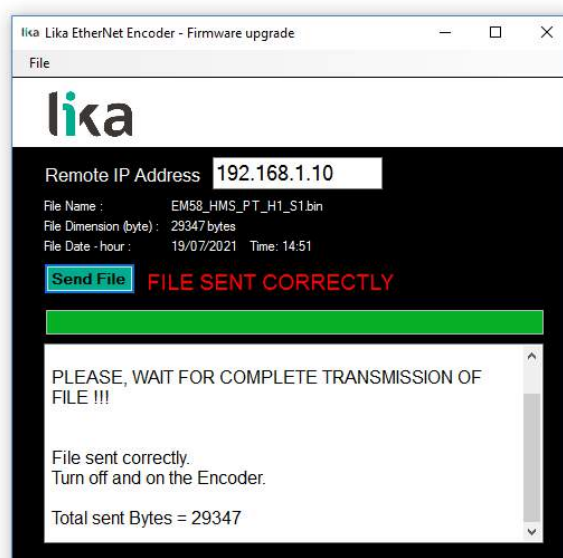 lika Lika EtherNet Encoder - Firmware upgrade
File
lika
Remote IP Address 192.168.1.10
File Name : EM58_HMS_PT_H1_S1.bin
File Dimension (byte) : 29347 bytes
File Date - hour : 19/07/2021 Time: 14:51
Send File FILE SENT CORRECTLY
PLEASE, WAIT FOR COMPLETE TRANSMISSION OF
FILE !!!
File sent correctly.
Turn off and on the Encoder.
Total sent Bytes = 29347